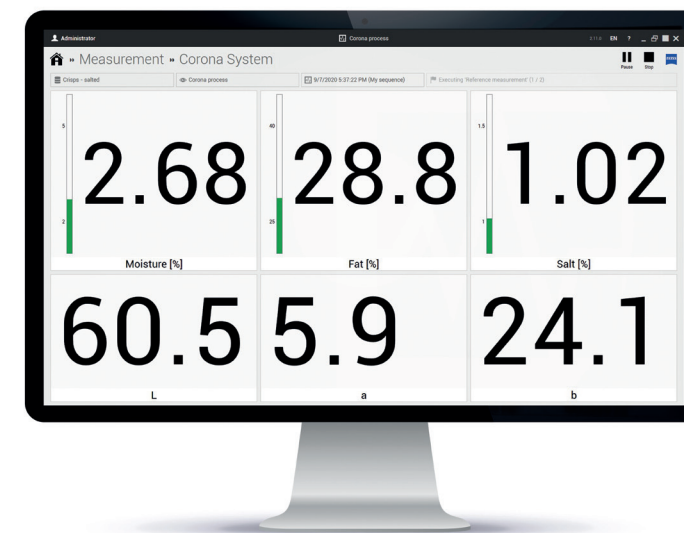 Administrator
Corona process
EN ? _
Measurement » Corona System
Pause
Stop
Crisps - salted
Corona process
9/7/2020 5:37:22 PM (My sequence)
Executing 'Reference measurement' (1 / 2)
5
2
2.68
Moisture [%]
40
25
28.8
Fat [%]
1.5
1
1.02
Salt [%]
60.5
L
5.9
a
24.1
b